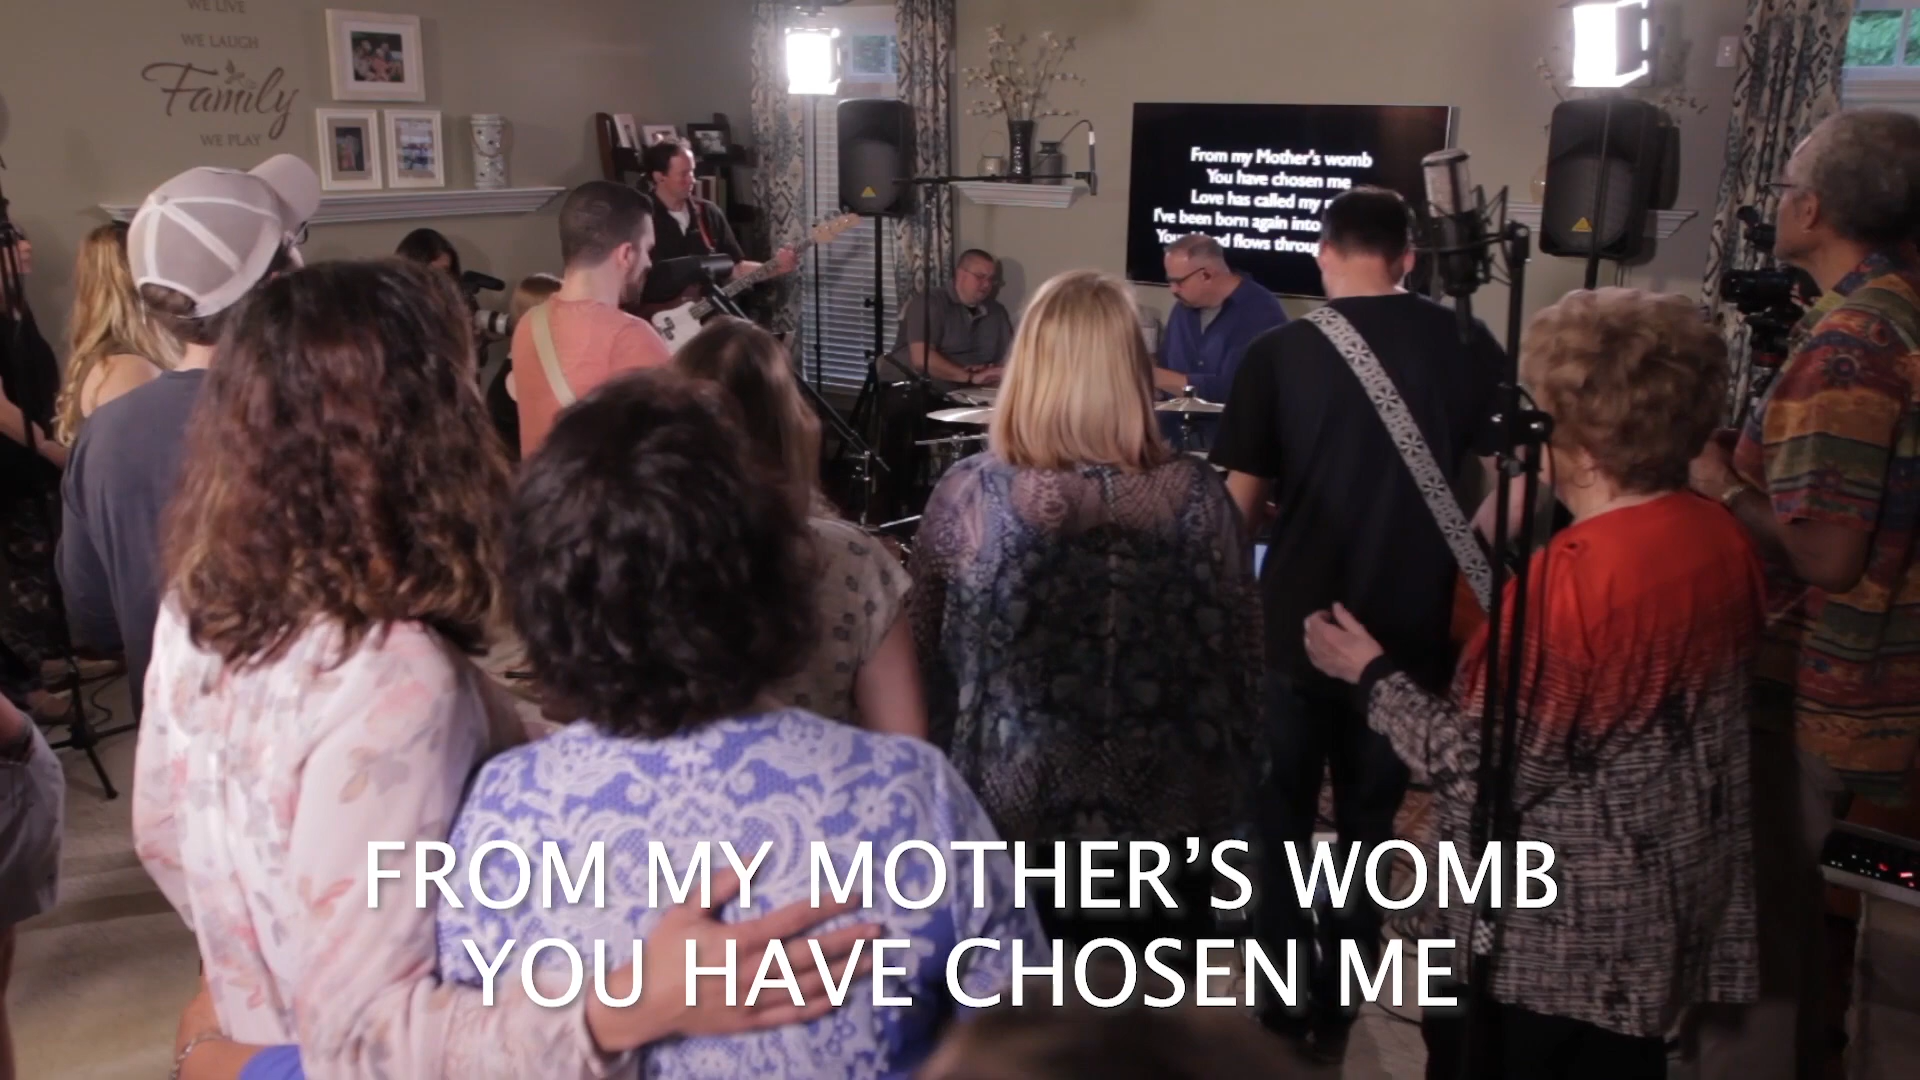 WE LIVE
WE LAUGH
Family
WE PLAY
From my Mother's womb
You have chosen me
Love has called my
I've been born again into
flows
FROM MY MOTHER'S WOMB
YOU HAVE CHOSEN ME